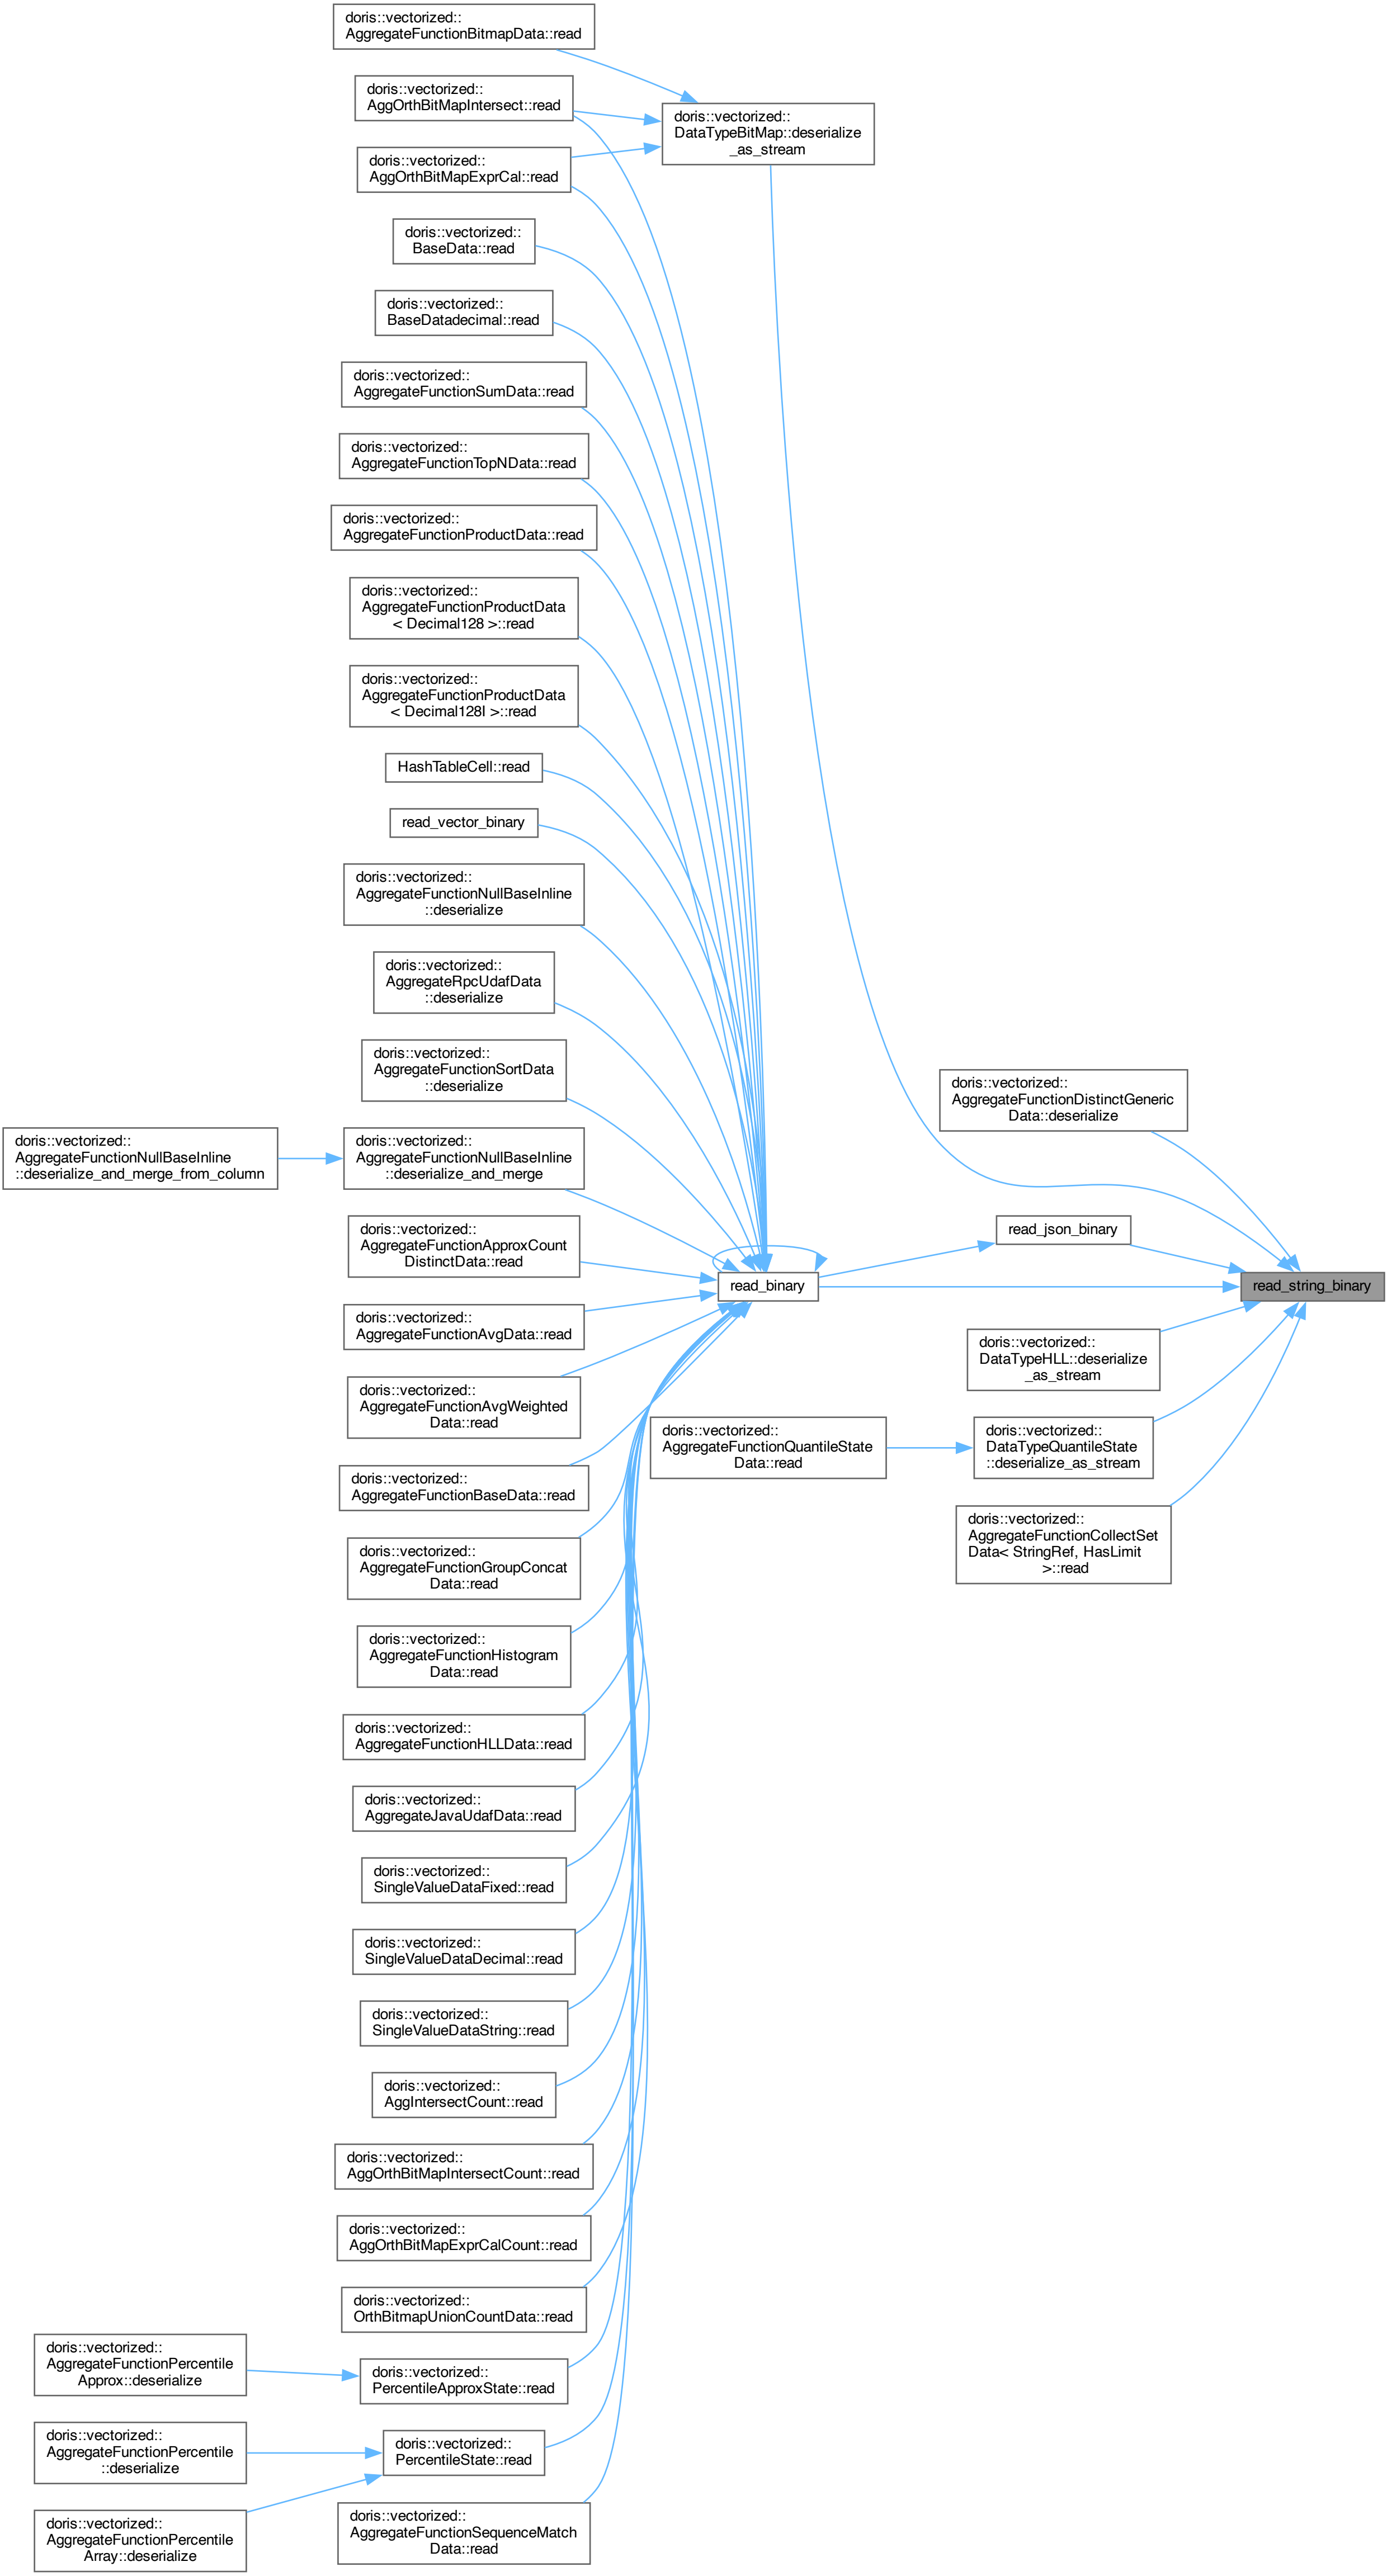 doris::vectorized::
AggregateFunctionBitmapData::read
doris::vectorized::
AggOrthBitMapIntersect::read
doris::vectorized::
DataTypeBitMap::deserialize
_as_stream
doris::vectorized::
AggOrthBitMapExprCal::read
doris::vectorized::
BaseData::read
doris::vectorized::
BaseDatadecimal::read
doris::vectorized::
AggregateFunctionSumData::read
doris::vectorized::
AggregateFunctionTopNData::read
doris::vectorized::
AggregateFunctionProductData::read
doris::vectorized::
AggregateFunctionProductData
< Decimal128 >::read
doris::vectorized::
AggregateFunctionProductData
< Decimal128I >::read
HashTableCell::read
read_vector_binary
doris::vectorized::
AggregateFunctionNullBaseInline
::deserialize
doris::vectorized::
AggregateRpcUdafData
::deserialize
doris::vectorized::
AggregateFunctionSortData
::deserialize
doris::vectorized::
AggregateFunctionDistinctGeneric
Data::deserialize
doris::vectorized::
AggregateFunctionNullBaseInline
::deserialize_and_merge_from_column
doris::vectorized::
AggregateFunctionNullBaseInline
::deserialize_and_merge
doris::vectorized::
AggregateFunctionApproxCount
DistinctData::read
read_json_binary
read_binary
read_string_binary
doris::vectorized::
AggregateFunctionAvgData::read
doris::vectorized::
DataTypeHLL::deserialize
_as_stream
doris::vectorized::
AggregateFunctionAvgWeighted
Data::read
doris::vectorized::
AggregateFunctionQuantileState
Data::read
doris::vectorized::
DataTypeQuantileState
::deserialize_as_stream
doris::vectorized::
AggregateFunctionBaseData::read
doris::vectorized::
AggregateFunctionCollectSet
Data< StringRef, HasLimit
>::read
doris::vectorized::
AggregateFunctionGroupConcat
Data::read
doris::vectorized::
AggregateFunctionHistogram
Data::read
doris::vectorized::
AggregateFunctionHLLData::read
doris::vectorized::
AggregateJavaUdafData::read
doris::vectorized::
SingleValueDataFixed::read
doris::vectorized::
SingleValueDataDecimal::read
doris::vectorized::
SingleValueDataString::read
doris::vectorized::
AggIntersectCount::read
doris::vectorized::
AggOrthBitMapIntersectCount::read
doris::vectorized::
AggOrthBitMapExprCalCount::read
doris::vectorized::
OrthBitmapUnionCountData::read
doris::vectorized::
AggregateFunctionPercentile
Approx::deserialize
doris::vectorized::
PercentileApproxState::read
doris::vectorized::
AggregateFunctionPercentile
::deserialize
doris::vectorized::
PercentileState::read
doris::vectorized::
AggregateFunctionPercentile
Array::deserialize
doris::vectorized::
AggregateFunctionSequenceMatch
Data::read